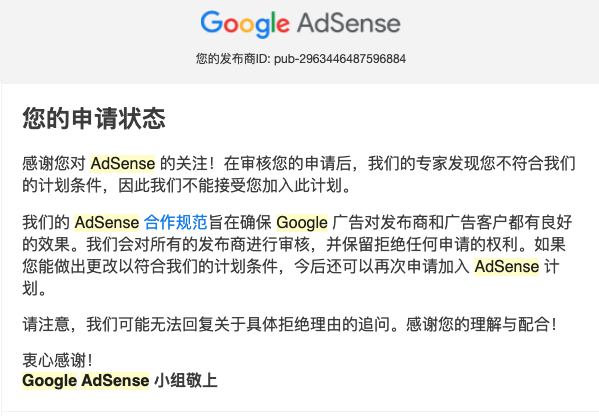 Google AdSense
您的发布商ID: pub-2963446487596884
您的申请状态
感谢您对 AdSense 的关注！在审核您的申请后，我们的专家发现您不符合我们
的计划条件，因此我们不能接受您加入此计划。
我们的 AdSense 合作规范旨在确保 Google 广告对发布商和广告客户都有良好
的效果。我们会对所有的发布商进行审核，并保留拒绝任何申请的权利。如果
您能做出更改以符合我们的计划条件，今后还可以再次申请加入 AdSense 计
划。
请注意，我们可能无法回复关于具体拒绝理由的追问。感谢您的理解与配合！
衷心感谢！
Google AdSense 小组敬上